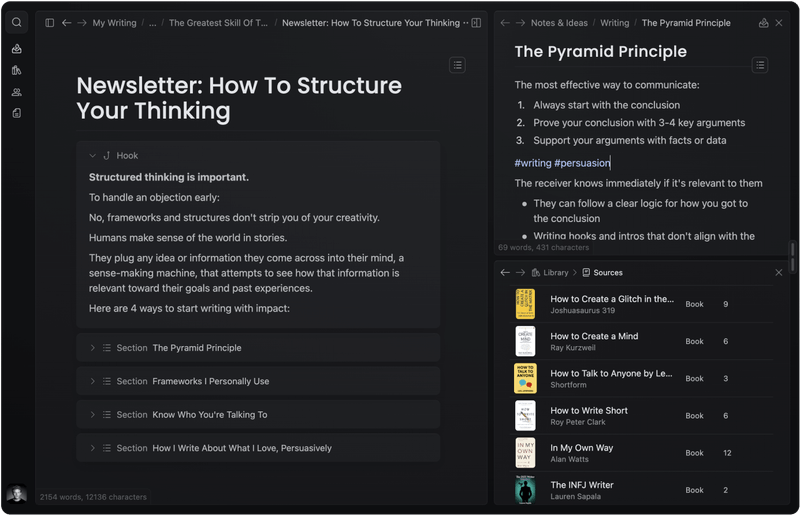 My Writing / ... / The Greatest Skill Of T... / Newsletter: How To Structure Your Thinking
Newsletter: How To Structure
Your Thinking
Hook
Structured thinking is important.
To handle an objection early:
No, frameworks and structures don't strip you of your creativity.
Humans make sense of the world in stories.
They plug any idea or information they come across into their mind, a
sense-making machine, that attempts to see how that information is
relevant toward their goals and past experiences.
Here are 4 ways to start writing with impact:
Section The Pyramid Principle
Section Frameworks I Personally Use
Section Know Who You're Talking To
Section How I Write About What I Love, Persuasively
2154 words, 12136 characters
Notes & Ideas / Writing / The Pyramid Principle
The Pyramid Principle
The most effective way to communicate:
1. Always start with the conclusion
2. Prove your conclusion with 3-4 key arguments
3. Support your arguments with facts or data
#writing #persuasion
The receiver knows immediately if it's relevant to them
• They can follow a clear logic for how you got to
the conclusion
• Writing hooks and intros that don't align with the
69 words, 431 characters
Library > Sources
How to Create a Glitch in the... Book 9
Joshuasaurus 319
How to Create a Mind Book 6
Ray Kurzweil
HOW TO
TALK TO
ANYONE
How to Talk to Anyone by Le... Book 3
Shortform
How to Write Short Book 6
Roy Peter Clark
IN MY
OWN
WAY
In My Own Way Book 12
Alan Watts
The INFJ Writer Book 2
Lauren Sapala